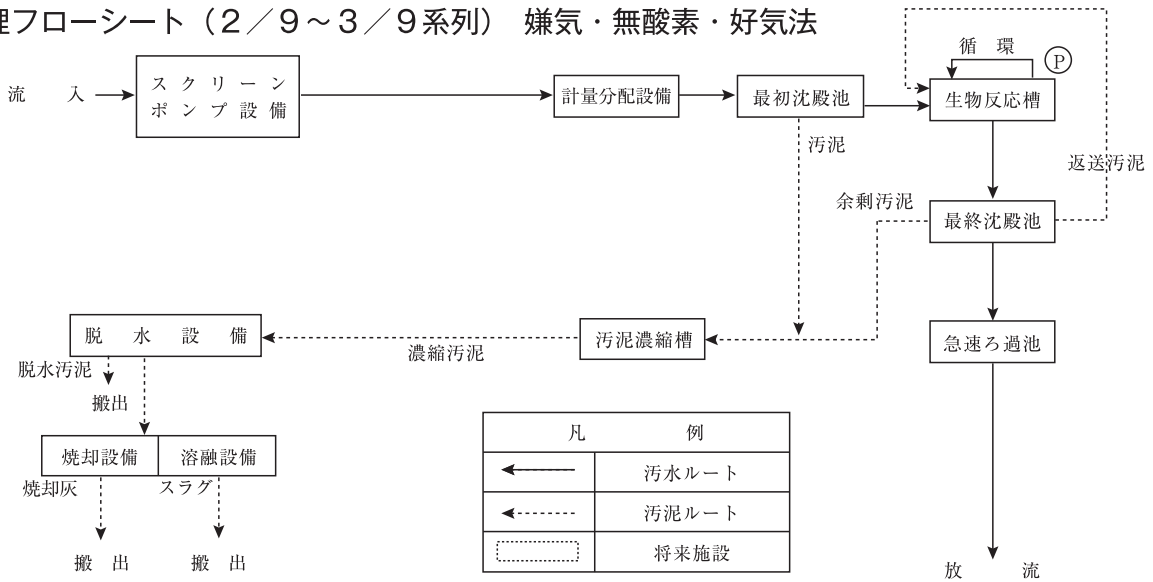 理フローシート（２／９～３／９系列）　嫌気・無酸素・好気法
循　環
P
流　入
スクリーン
ポンプ設備
計量分配設備
最初沈殿池
生物反応槽
汚泥
返送汚泥
余剰汚泥
最終沈殿池
脱　水　設　備
汚泥濃縮槽
濃縮汚泥
急速ろ過池
脱水汚泥
搬出
焼却設備
溶融設備
焼却灰
スラグ
搬　出
搬　出
凡　例
汚水ルート
汚泥ルート
将来施設
放　流